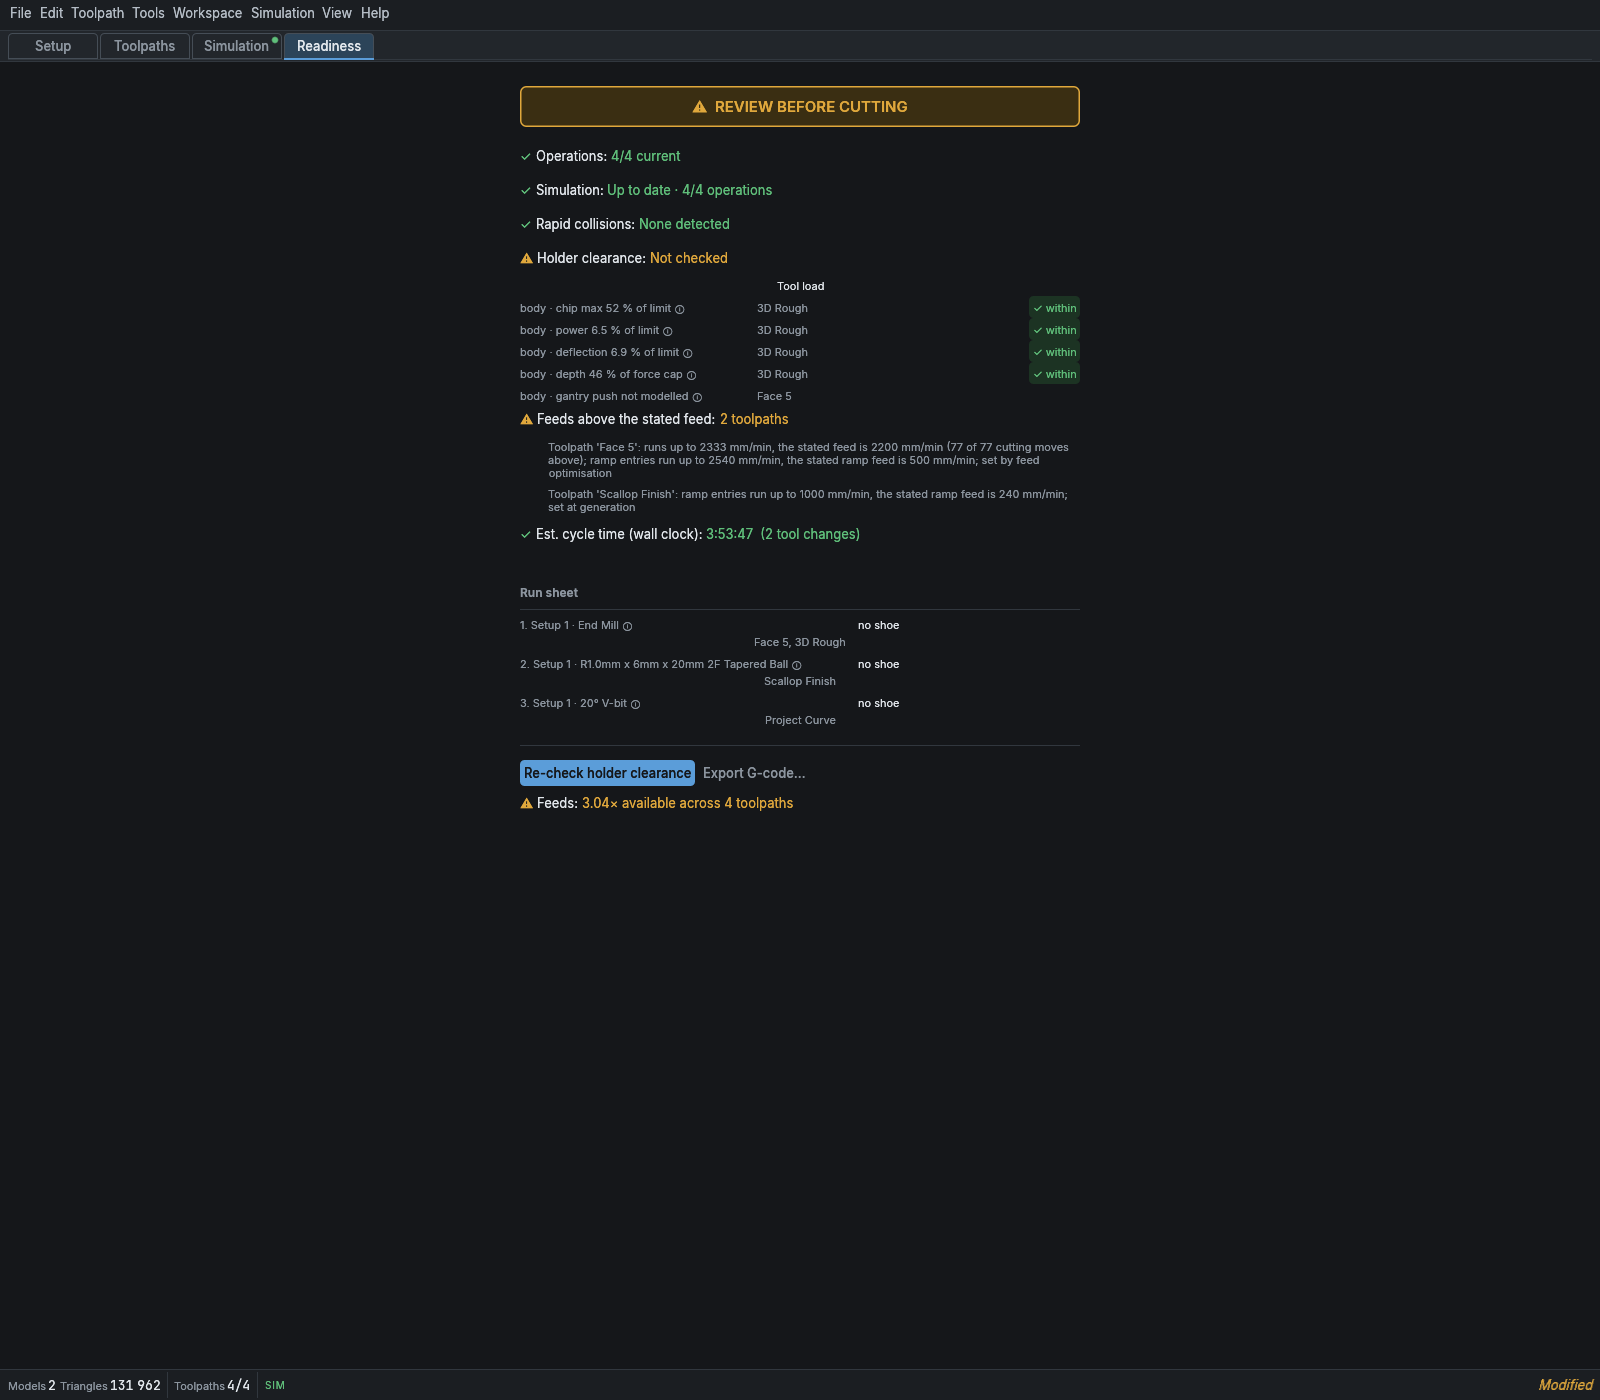 File Edit Toolpath Tools Workspace Simulation View Help
Setup Toolpaths Simulation Readiness
REVIEW BEFORE CUTTING
Operations: 4/4 current
Simulation: Up to date · 4/4 operations
Rapid collisions: None detected
Holder clearance: Not checked
Tool load
body · chip max 52 % of limit 3D Rough within
body · power 6.5 % of limit 3D Rough within
body · deflection 6.9 % of limit 3D Rough within
body · depth 46 % of force cap 3D Rough within
body · gantry push not modelled Face 5
Feeds above the stated feed: 2 toolpaths
Toolpath 'Face 5': runs up to 2333 mm/min, the stated feed is 2200 mm/min (77 of 77 cutting moves
above); ramp entries run up to 2540 mm/min, the stated ramp feed is 500 mm/min; set by feed
optimisation
Toolpath 'Scallop Finish': ramp entries run up to 1000 mm/min, the stated ramp feed is 240 mm/min;
set at generation
Est. cycle time (wall clock): 3:53:47 (2 tool changes)
Run sheet
1. Setup 1 · End Mill no shoe
Face 5, 3D Rough
2. Setup 1 · R1.0mm x 6mm x 20mm 2F Tapered Ball no shoe
Scallop Finish
3. Setup 1 · 20° V-bit no shoe
Project Curve
Re-check holder clearance Export G-code...
Feeds: 3.04× available across 4 toolpaths
Models 2 Triangles 131 962 Toolpaths 4/4 SIM Modified